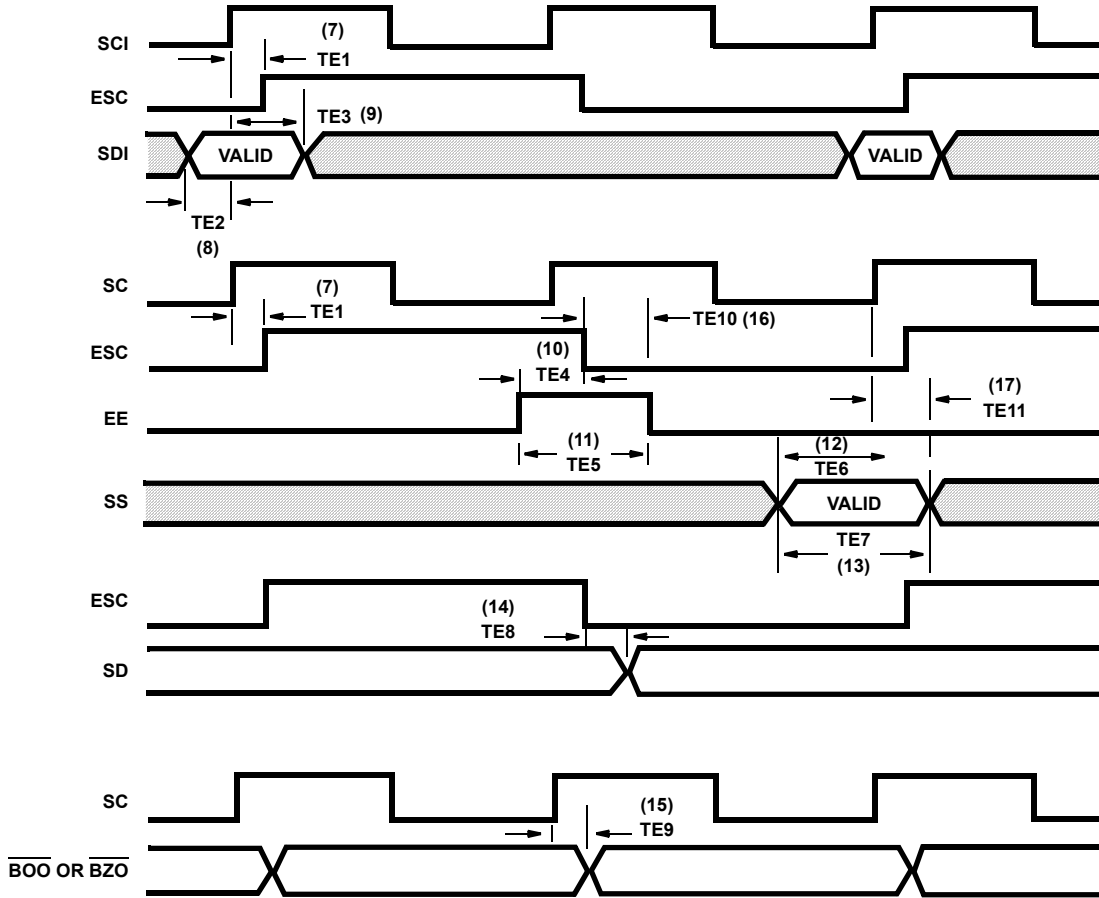 SCI
(7)
TE1
ESC
TE3 (9)
SDI
VALID
VALID
TE2
(8)
SC
(7)
TE1
TE10 (16)
ESC
(10)
TE4
(17)
TE11
EE
(11)
TE5
(12)
TE6
SS
VALID
TE7
(13)
ESC
(14)
TE8
SD
SC
(15)
TE9
B̅O̅O̅ OR B̅Z̅O̅